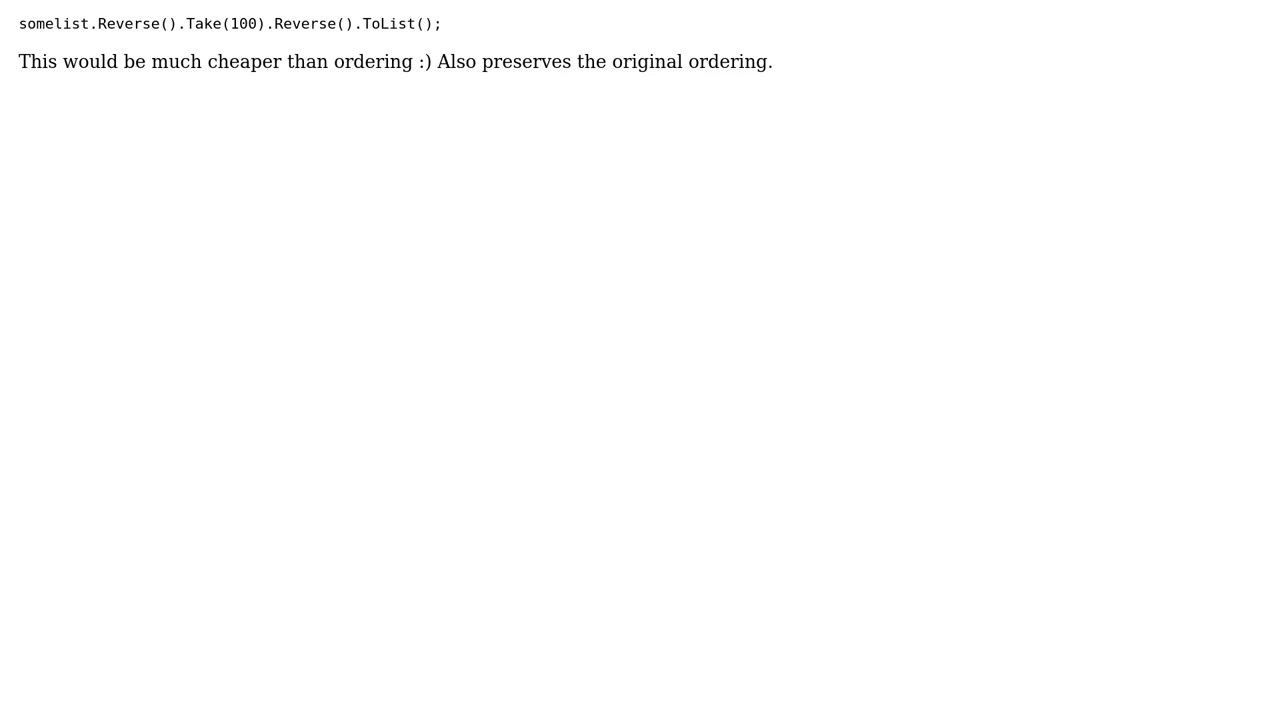 somelist.Reverse().Take(100).Reverse().ToList();
This would be much cheaper than ordering :) Also preserves the original ordering.